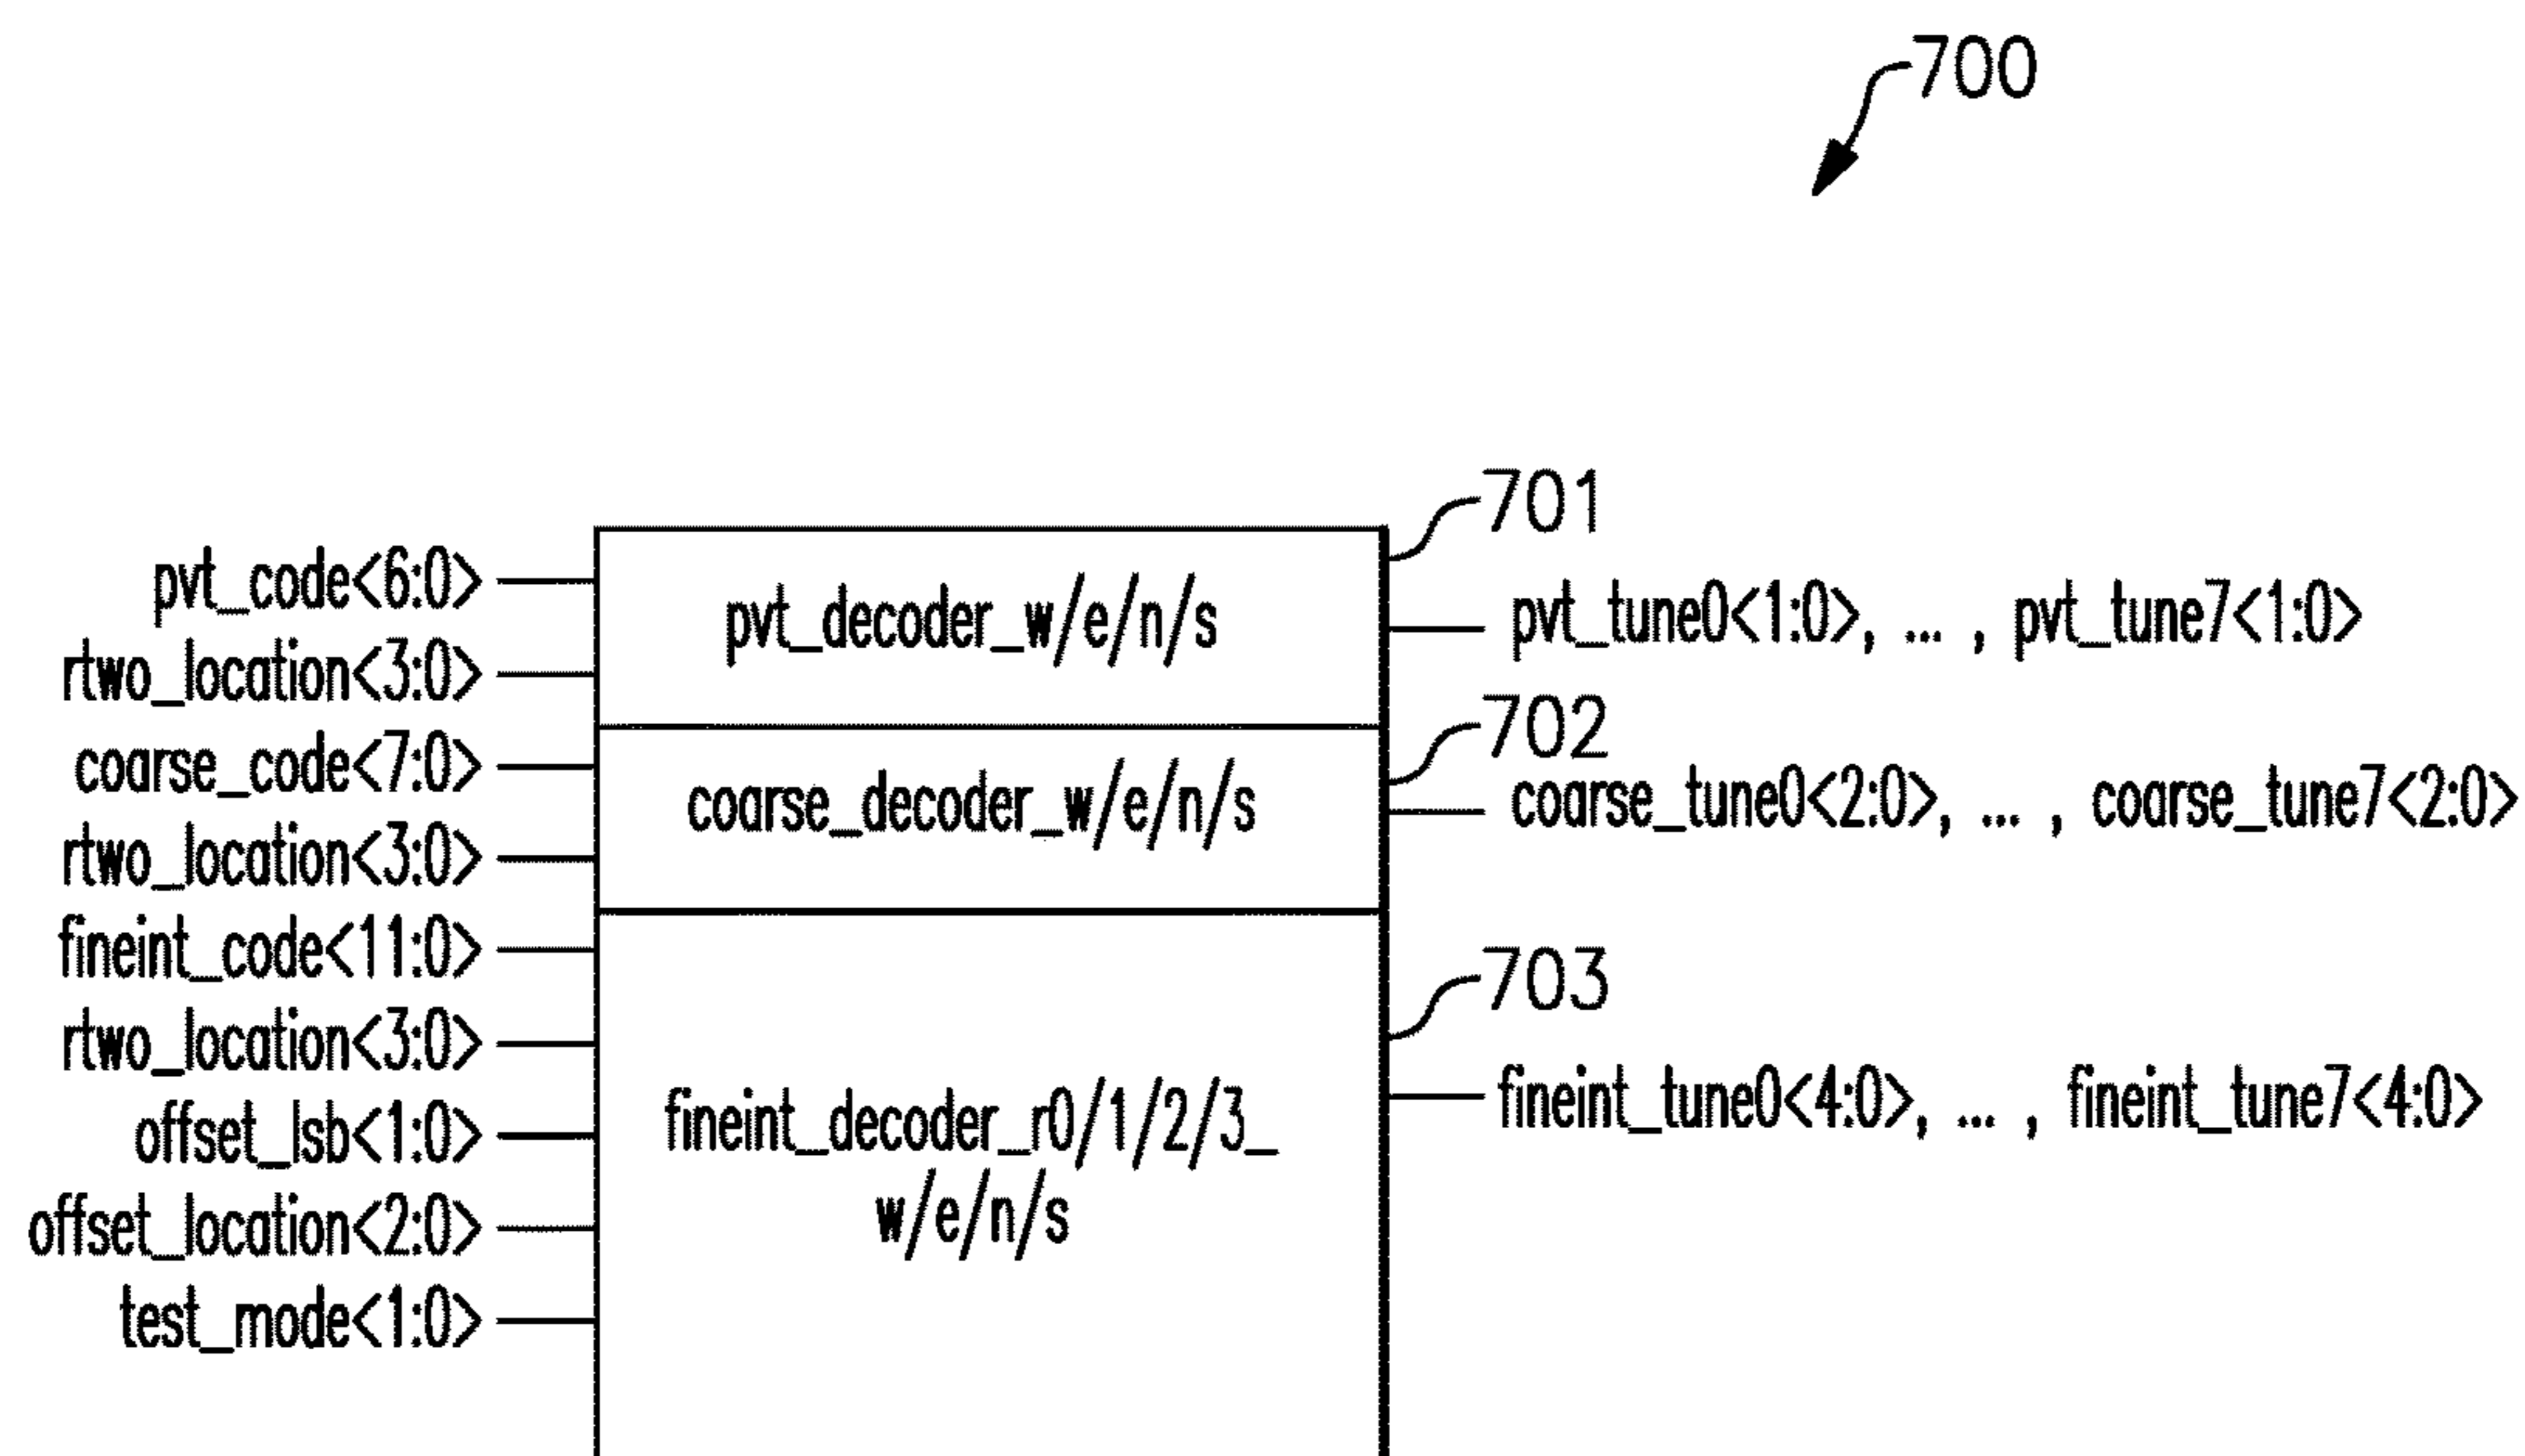 700
701
pvt_code<6:0>
pvt_decoder_w/e/n/s
pvt_tune0<1:0>, ... , pvt_tune7<1:0>
rtwo_location<3:0>
702
coarse_code<7:0>
coarse_decoder_w/e/n/s
coarse_tune0<2:0>, ... , coarse_tune7<2:0>
rtwo_location<3:0>
fineint_code<11:0>
703
rtwo_location<3:0>
fineint_decoder_r0/1/2/3_
w/e/n/s
fineint_tune0<4:0>, ... , fineint_tune7<4:0>
offset_lsb<1:0>
offset_location<2:0>
test_mode<1:0>